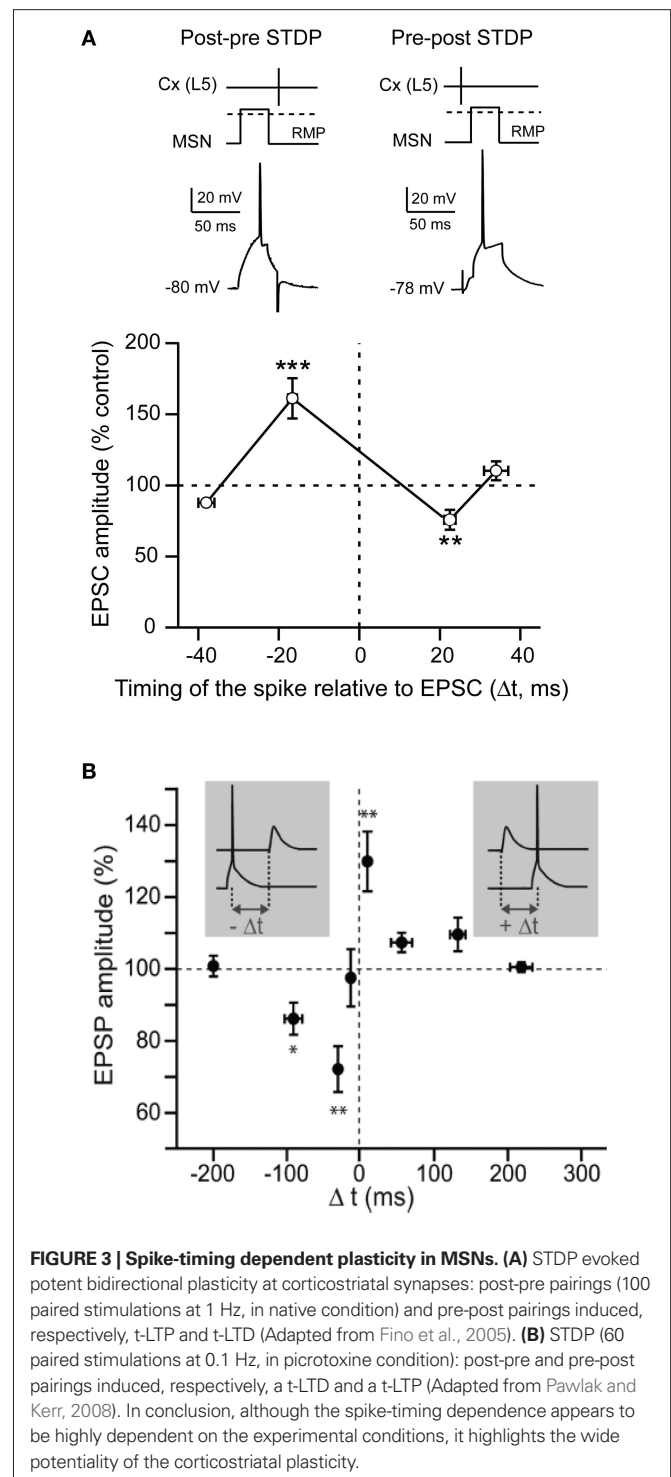 A
Post-pre STDP
Pre-post STDP
Cx (L5)
MSN
RMP
20 mV
50 ms
-80 mV
Cx (L5)
MSN
RMP
20 mV
50 ms
-78 mV
EPSC amplitude (% control)
200
150
100
50
0
***
**
-40
-20
0
20
40
Timing of the spike relative to EPSC (Δt, ms)
B
EPSP amplitude (%)
140
120
100
80
60
- Δt
+ Δt
**
*
**
-200
-100
0
100
200
300
Δ t (ms)
FIGURE 3 | Spike-timing dependent plasticity in MSNs. (A) STDP evoked
potent bidirectional plasticity at corticostriatal synapses: post-pre pairings (100
paired stimulations at 1 Hz, in native condition) and pre-post pairings induced,
respectively, t-LTP and t-LTD (Adapted from Fino et al., 2005). (B) STDP (60
paired stimulations at 0.1 Hz, in picrotoxine condition): post-pre and pre-post
pairings induced, respectively, a t-LTD and a t-LTP (Adapted from Pawlak and
Kerr, 2008). In conclusion, although the spike-timing dependence appears to
be highly dependent on the experimental conditions, it highlights the wide
potentiality of the corticostriatal plasticity.